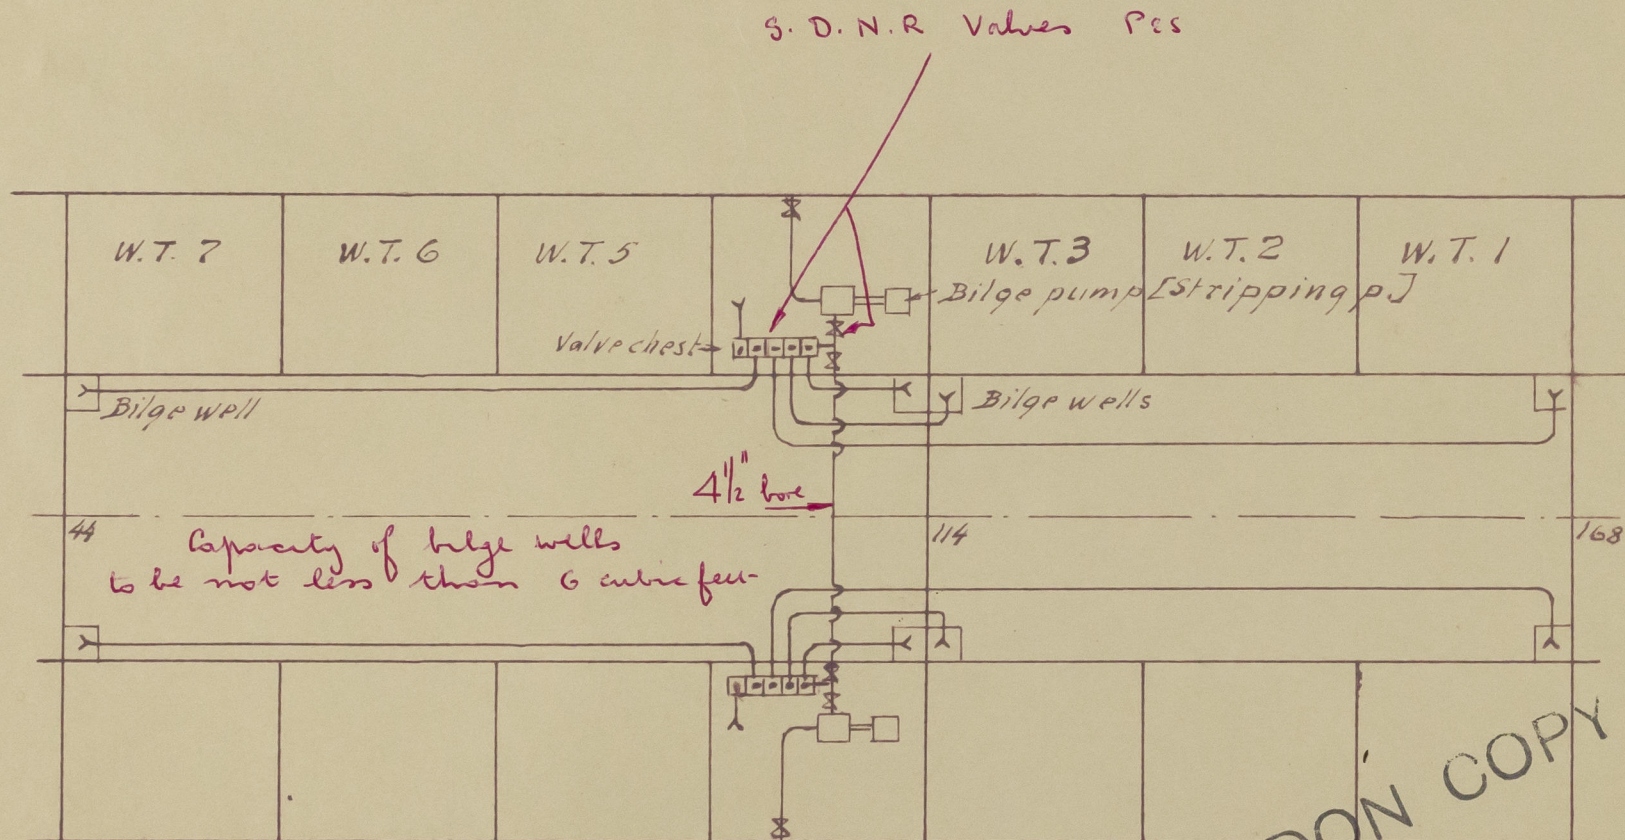 S.D.N.R Valves P&S
W.T. 7
W.T. 6
W.T. 5
W.T. 3
W.T. 2
W.T. 1
Bilge pump [Stripping p.]
Valve chest
Bilge well
Bilge wells
4½" bore
44
114
168
Capacity of bilge wells
to be not less than 6 cubic feet
DON COPY